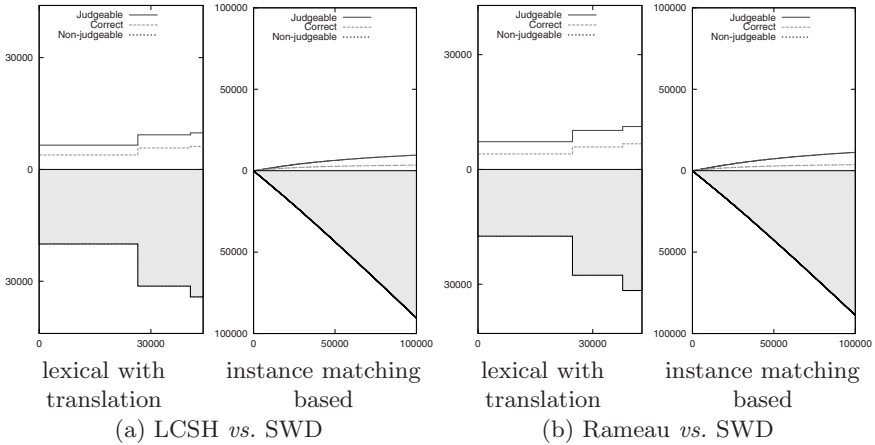 Judgeable
Correct
Non-judgeable
30000
0
30000
0 30000
lexical with
translation
Judgeable
Correct
Non-judgeable
100000
50000
0
50000
100000
0 50000 100000
instance matching
based
(a) LCSH vs. SWD
Judgeable
Correct
Non-judgeable
30000
0
30000
0 30000
lexical with
translation
Judgeable
Correct
Non-judgeable
100000
50000
0
50000
100000
0 50000 100000
instance matching
based
(b) Rameau vs. SWD